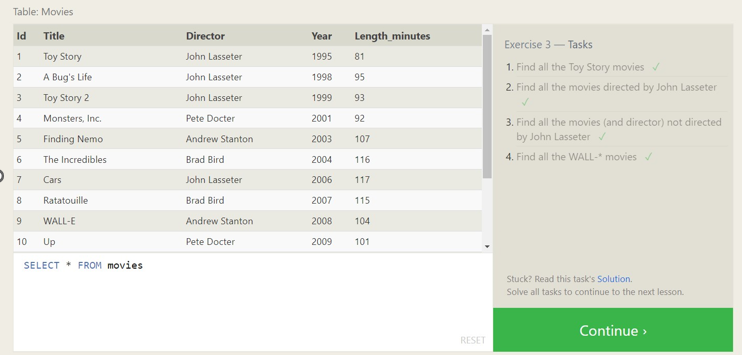 Table: Movies
Id Title Director Year Length_minutes
1 Toy Story John Lasseter 1995 81
2 A Bug's Life John Lasseter 1998 95
3 Toy Story 2 John Lasseter 1999 93
4 Monsters, Inc. Pete Docter 2001 92
5 Finding Nemo Andrew Stanton 2003 107
6 The Incredibles Brad Bird 2004 116
7 Cars John Lasseter 2006 117
8 Ratatouille Brad Bird 2007 115
9 WALL-E Andrew Stanton 2008 104
10 Up Pete Docter 2009 101
SELECT * FROM movies
RESET
Exercise 3 — Tasks
1. Find all the Toy Story movies ✓
2. Find all the movies directed by John Lasseter
✓
3. Find all the movies (and director) not directed
by John Lasseter ✓
4. Find all the WALL-* movies ✓
Stuck? Read this task's Solution.
Solve all tasks to continue to the next lesson.
Continue ›